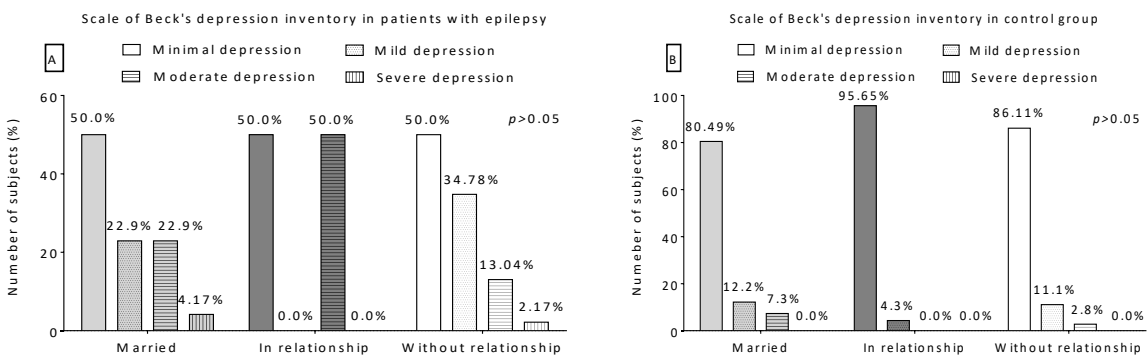 Scale of Beck's depression inventory in patients with epilepsy
A
Minimal depression
Mild depression
Moderate depression
Severe depression
Numeber of subjects (%)
60
40
20
0
50.0%
22.9%
22.9%
4.17%
50.0%
0.0%
50.0%
0.0%
50.0%
34.78%
13.04%
2.17%
p>0.05
Married
In relationship
Without relationship
Scale of Beck's depression inventory in control group
B
Minimal depression
Mild depression
Moderate depression
Severe depression
Numeber of subjects (%)
100
80
60
40
20
0
80.49%
12.2%
7.3%
0.0%
95.65%
4.3%
0.0%
0.0%
86.11%
11.1%
2.8%
0.0%
p>0.05
Married
In relationship
Without relationship